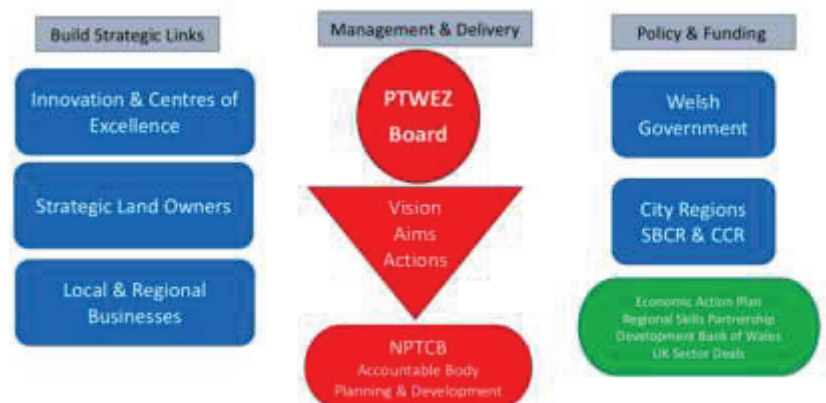 Build Strategic Links
Innovation & Centres of
Excellence
Strategic Land Owners
Local & Regional
Businesses
Management & Delivery
PTWEZ
Board
Vision
Aims
Actions
NPTCB
Accountable Body
Planning & Development
Policy & Funding
Welsh
Government
City Regions
SBCR & CCR
Economic Action Plan
Regional Skills Partnership
Development Bank of Wales
UK Sector Deals